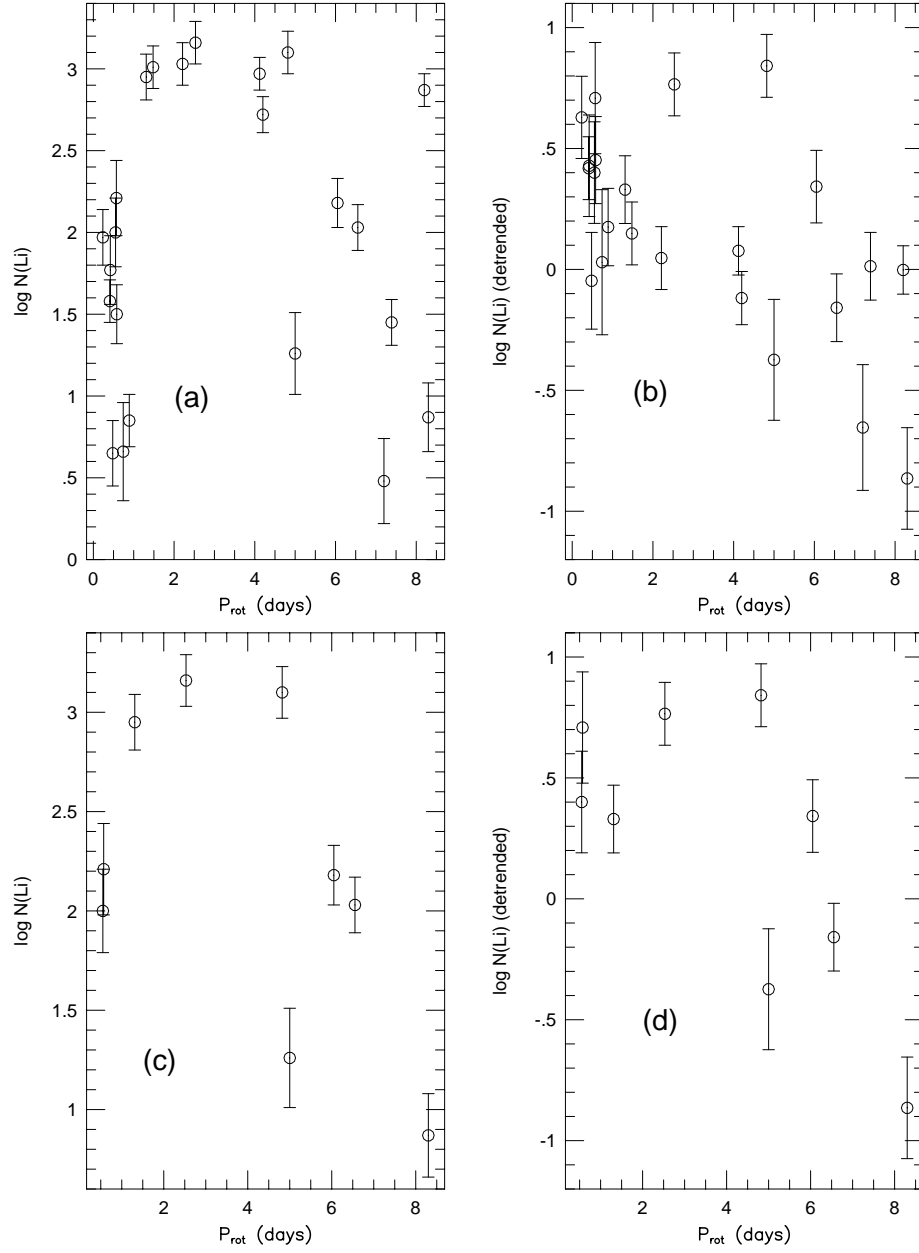 3
2.5
2
1.5
1
.5
0
log N(Li)
(a)
0 2 4 6 8
P_rot (days)
1
.5
0
-.5
-1
log N(Li) (detrended)
(b)
0 2 4 6 8
P_rot (days)
3
2.5
2
1.5
1
log N(Li)
(c)
2 4 6 8
P_rot (days)
1
.5
0
-.5
-1
log N(Li) (detrended)
(d)
2 4 6 8
P_rot (days)